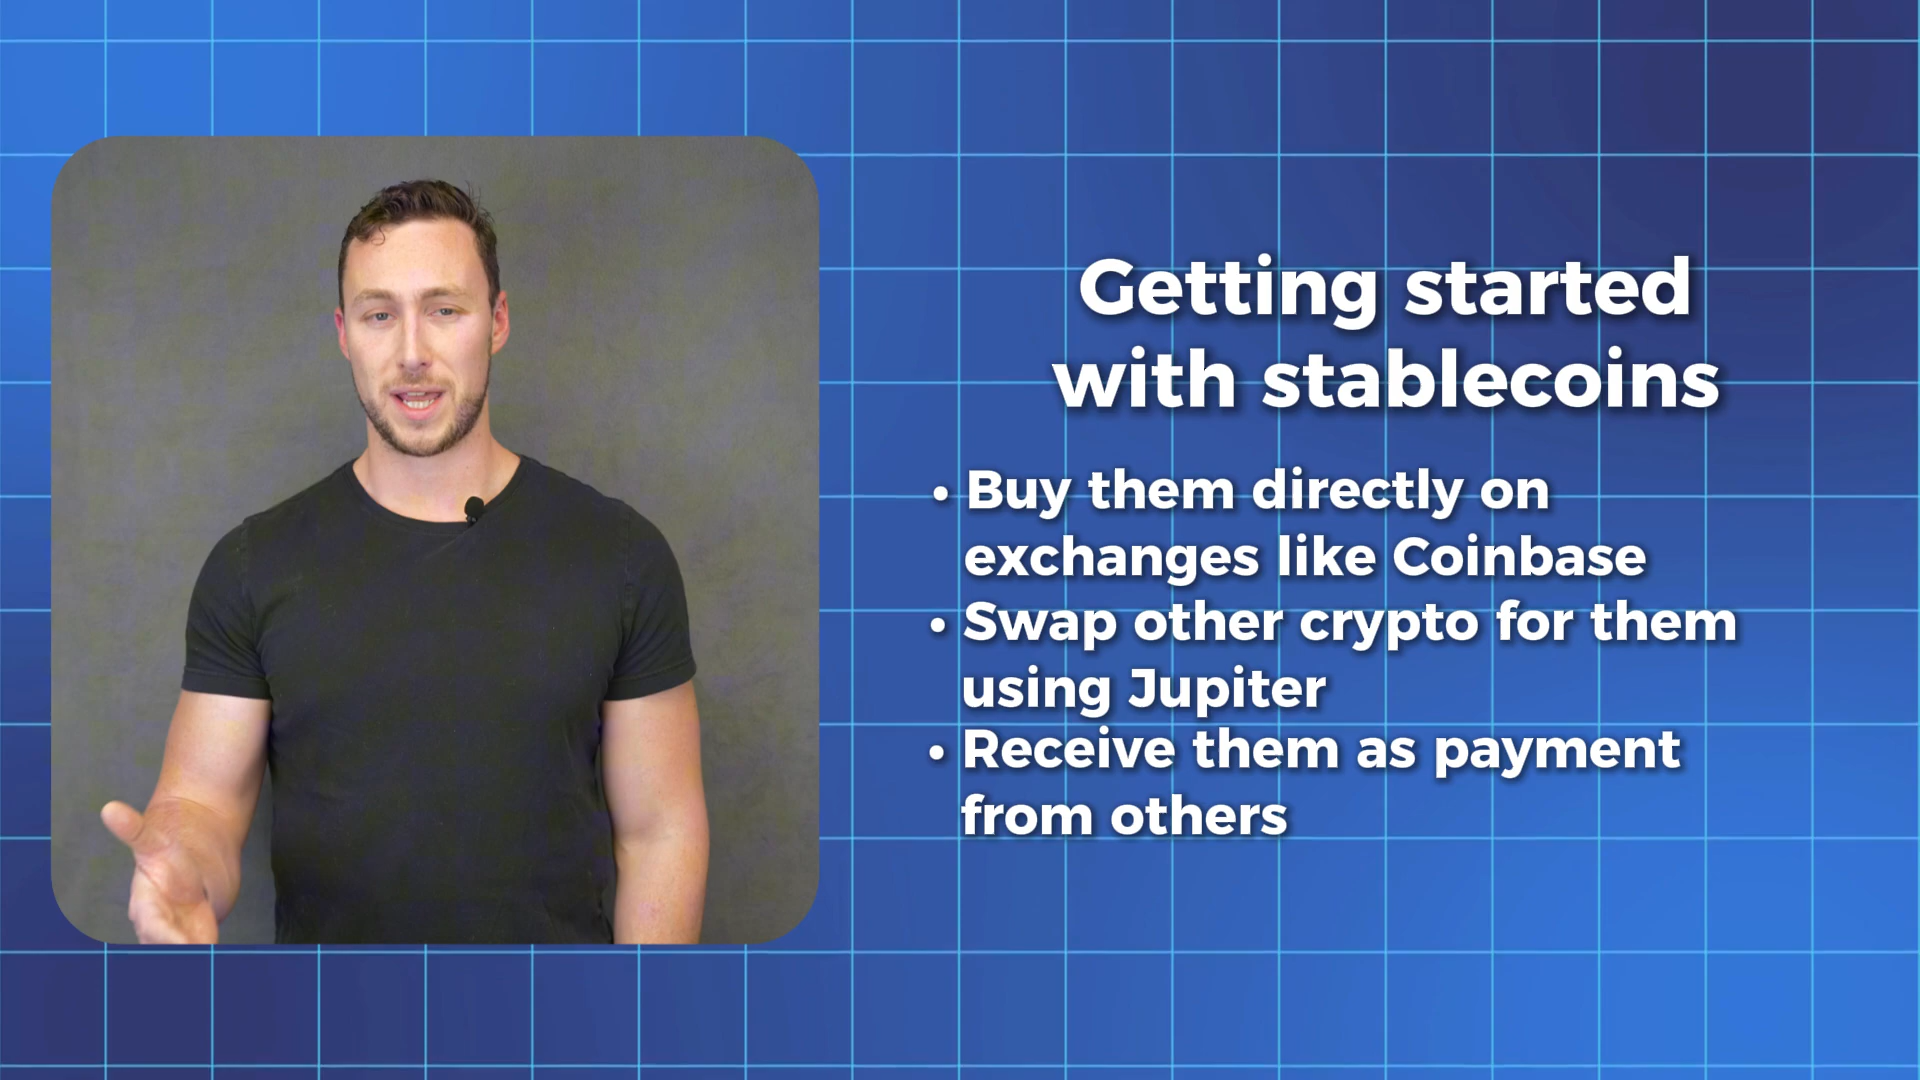 Getting started
with stablecoins
• Buy them directly on
exchanges like Coinbase
• Swap other crypto for them
using Jupiter
• Receive them as payment
from others